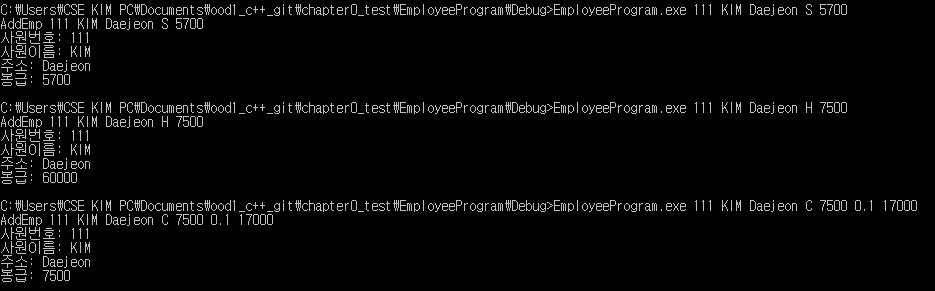 C:₩Users₩CSE KIM PC₩Documents₩ood1_c++_git₩chapter0_test₩EmployeeProgram₩Debug>EmployeeProgram.exe 111 KIM Daejeon S 5700
AddEmp 111 KIM Daejeon S 5700
사원번호: 111
사원이름: KIM
주소: Daejeon
봉급: 5700
C:₩Users₩CSE KIM PC₩Documents₩ood1_c++_git₩chapter0_test₩EmployeeProgram₩Debug>EmployeeProgram.exe 111 KIM Daejeon H 7500
AddEmp 111 KIM Daejeon H 7500
사원번호: 111
사원이름: KIM
주소: Daejeon
봉급: 60000
C:₩Users₩CSE KIM PC₩Documents₩ood1_c++_git₩chapter0_test₩EmployeeProgram₩Debug>EmployeeProgram.exe 111 KIM Daejeon C 7500 0.1 17000
AddEmp 111 KIM Daejeon C 7500 0.1 17000
사원번호: 111
사원이름: KIM
주소: Daejeon
봉급: 7500